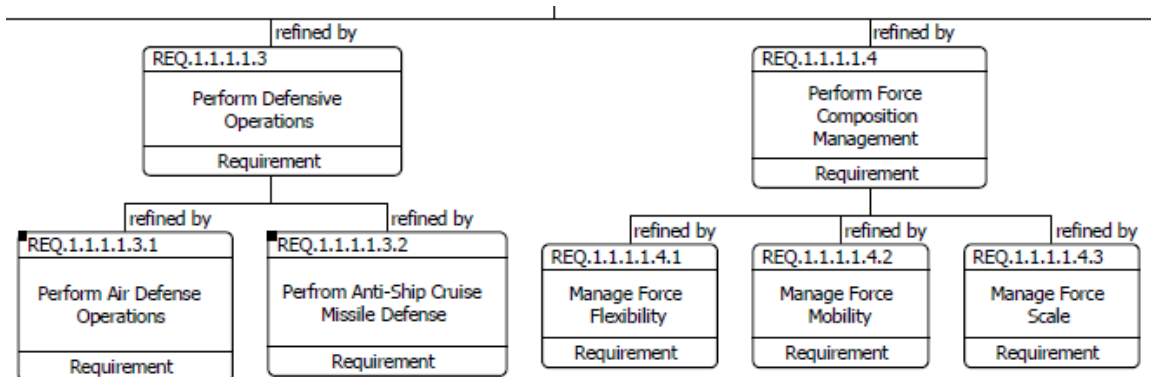 refined by
REQ.1.1.1.1.3
Perform Defensive
Operations
Requirement
refined by
REQ.1.1.1.1.4
Perform Force
Composition
Management
Requirement
refined by
REQ.1.1.1.1.3.1
Perform Air Defense
Operations
Requirement
refined by
REQ.1.1.1.1.3.2
Perfrom Anti-Ship Cruise
Missile Defense
Requirement
refined by
REQ.1.1.1.1.4.1
Manage Force
Flexibility
Requirement
refined by
REQ.1.1.1.1.4.2
Manage Force
Mobility
Requirement
refined by
REQ.1.1.1.1.4.3
Manage Force
Scale
Requirement